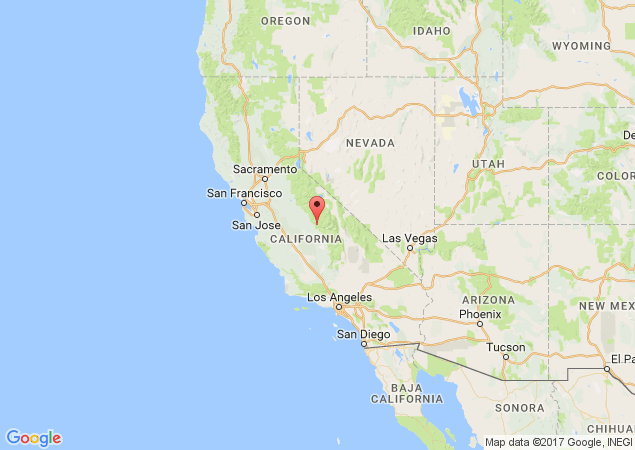 OREGON
IDAHO
WYOMING
NEVADA
De
UTAH
Sacramento
COLOR
San Francisco
San Jose
CALIFORNIA
Las Vegas
Los Angeles
ARIZONA
NEW MEX
Phoenix
San Diego
Tucson
El Pa
BAJA
CALIFORNIA
SONORA
CHIHUA
Google
Map data ©2017 Google, INEGI